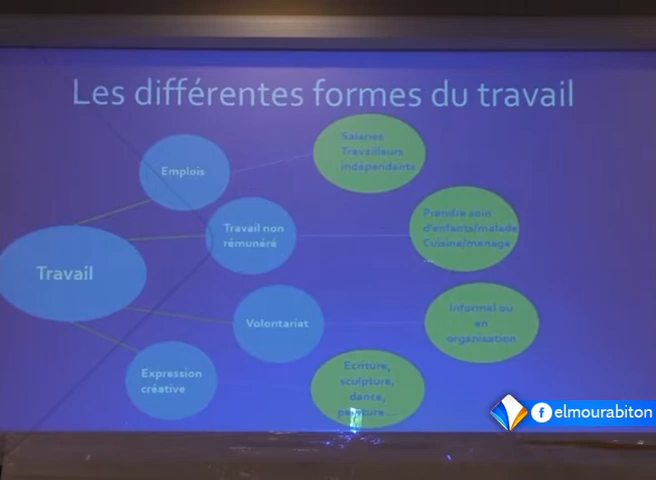 Les différentes formes du travail
Emplois
Salariés
Travailleurs
indépendants
Travail non
rémunéré
Prendre soin
d'enfants/malade
Cuisine/ménage
...
Travail
Volontariat
Informel ou
en
organisation
Expression
créative
Ecriture,
sculpture,
dance,
peinture ...
elmourabiton